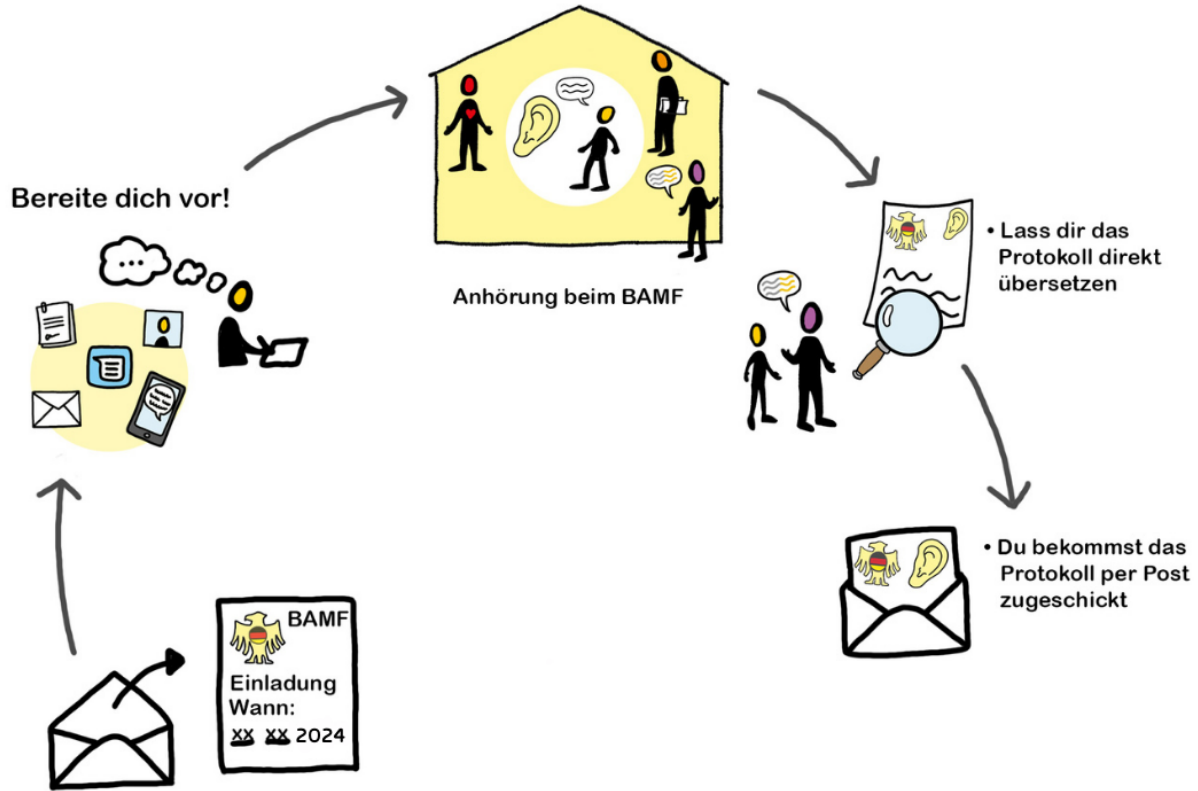 Bereite dich vor!
Anhörung beim BAMF
• Lass dir das
Protokoll direkt
übersetzen
• Du bekommst das
Protokoll per Post
zugeschickt
BAMF
Einladung
Wann:
XX XX 2024